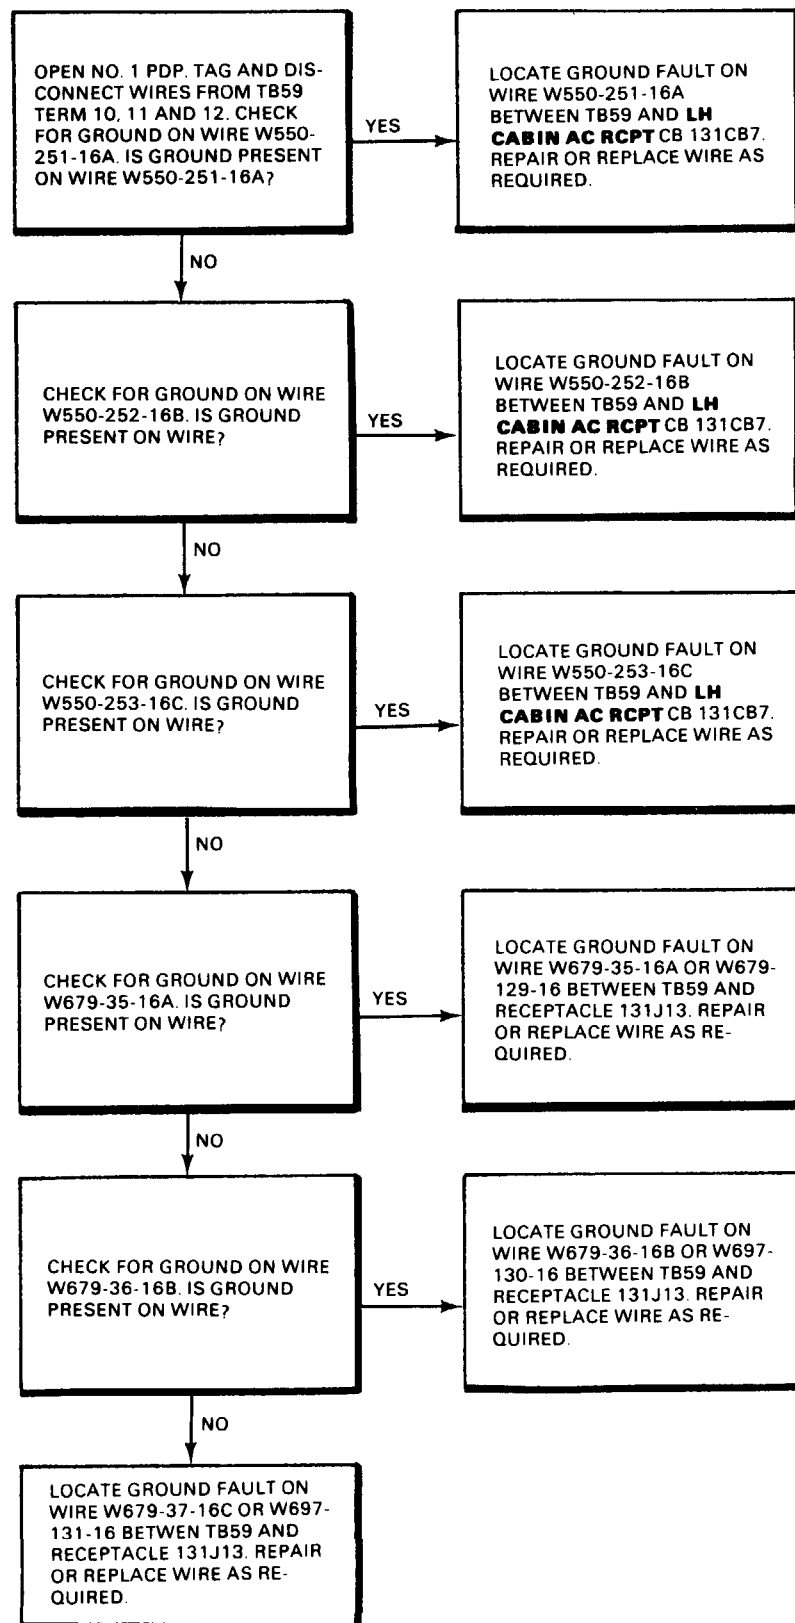 OPEN NO. 1 PDP. TAG AND DIS-
CONNECT WIRES FROM TB59
TERM 10, 11 AND 12. CHECK
FOR GROUND ON WIRE W550-
251-16A. IS GROUND PRESENT
ON WIRE W550-251-16A?
YES
LOCATE GROUND FAULT ON
WIRE W550-251-16A
BETWEEN TB59 AND LH
CABIN AC RCPT CB 131CB7.
REPAIR OR REPLACE WIRE AS
REQUIRED.
NO
CHECK FOR GROUND ON WIRE
W550-252-16B. IS GROUND
PRESENT ON WIRE?
YES
LOCATE GROUND FAULT ON
WIRE W550-252-16B
BETWEEN TB59 AND LH
CABIN AC RCPT CB 131CB7.
REPAIR OR REPLACE WIRE AS
REQUIRED.
NO
CHECK FOR GROUND ON WIRE
W550-253-16C. IS GROUND
PRESENT ON WIRE?
YES
LOCATE GROUND FAULT ON
WIRE W550-253-16C
BETWEEN TB59 AND LH
CABIN AC RCPT CB 131CB7.
REPAIR OR REPLACE WIRE AS
REQUIRED.
NO
CHECK FOR GROUND ON WIRE
W679-35-16A. IS GROUND
PRESENT ON WIRE?
YES
LOCATE GROUND FAULT ON
WIRE W679-35-16A OR W679-
129-16 BETWEEN TB59 AND
RECEPTACLE 131J13. REPAIR
OR REPLACE WIRE AS RE-
QUIRED.
NO
CHECK FOR GROUND ON WIRE
W679-36-16B. IS GROUND
PRESENT ON WIRE?
YES
LOCATE GROUND FAULT ON
WIRE W679-36-16B OR W697-
130-16 BETWEEN TB59 AND
RECEPTACLE 131J13. REPAIR
OR REPLACE WIRE AS RE-
QUIRED.
NO
LOCATE GROUND FAULT ON
WIRE W679-37-16C OR W697-
131-16 BETWEN TB59 AND
RECEPTACLE 131J13. REPAIR
OR REPLACE WIRE AS RE-
QUIRED.